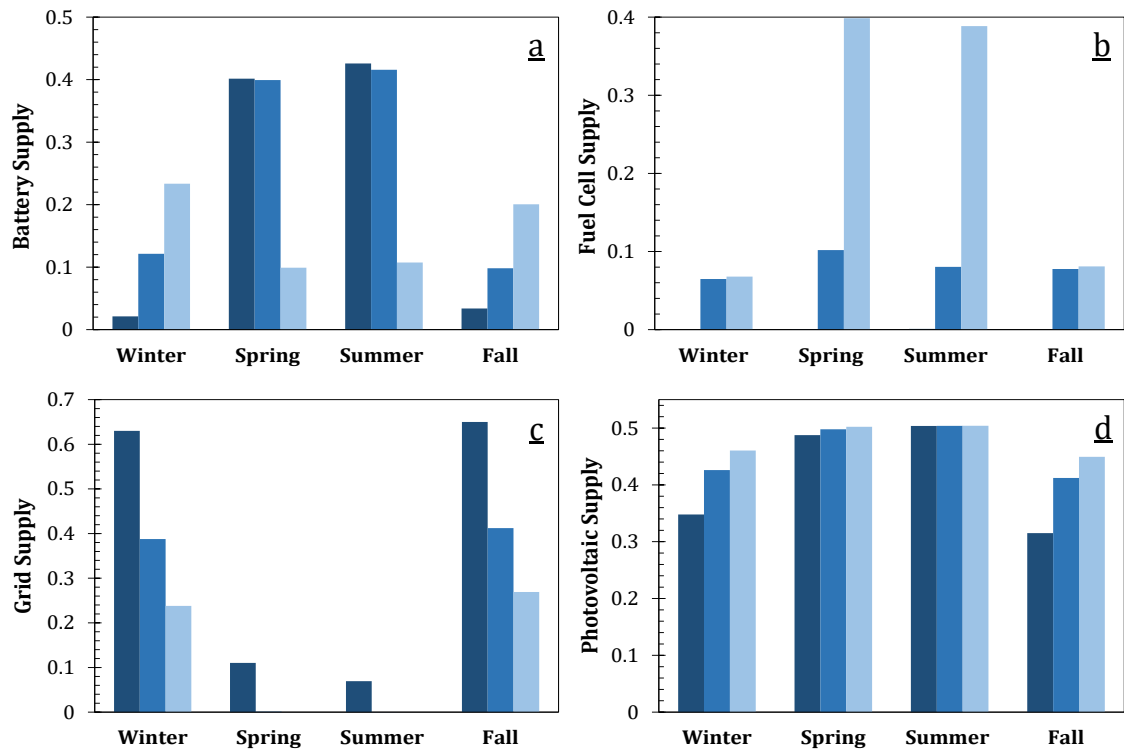 a
Battery Supply
0.5
0.4
0.3
0.2
0.1
0
Winter Spring Summer Fall
b
Fuel Cell Supply
0.4
0.3
0.2
0.1
0
Winter Spring Summer Fall
c
Grid Supply
0.7
0.6
0.5
0.4
0.3
0.2
0.1
0
Winter Spring Summer Fall
d
Photovoltaic Supply
0.5
0.4
0.3
0.2
0.1
0
Winter Spring Summer Fall